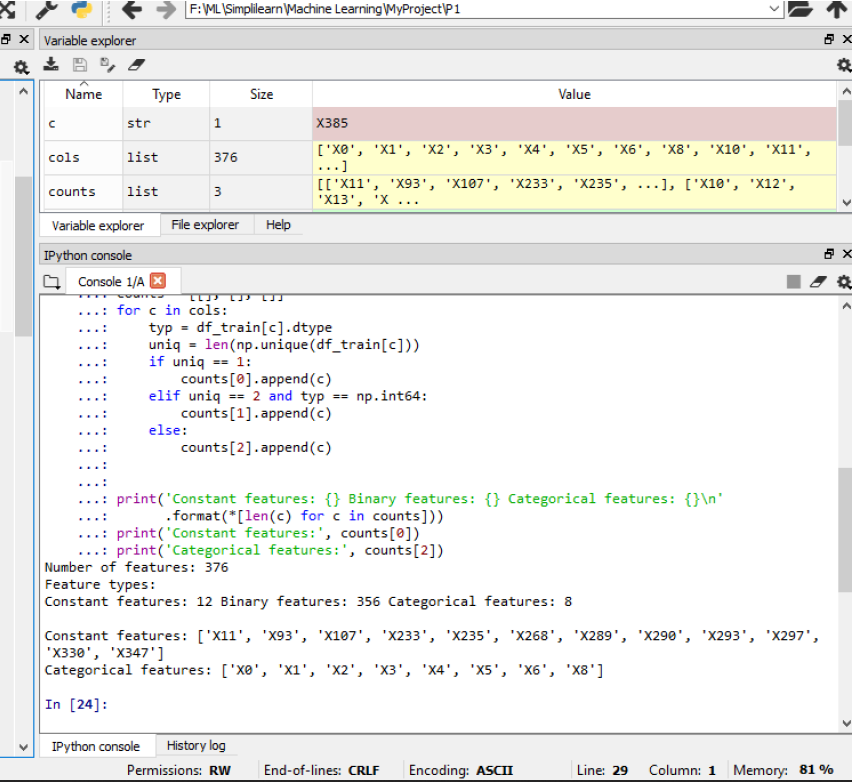 F:\ML\Simplilearn\Machine Learning\MyProject\P1
Variable explorer
Name Type Size Value
c str 1 X385
cols list 376 ['X0', 'X1', 'X2', 'X3', 'X4', 'X5', 'X6', 'X8', 'X10', 'X11',
...]
counts list 3 [['X11', 'X93', 'X107', 'X233', 'X235', ...], ['X10', 'X12',
'X13', 'X ...
Variable explorer File explorer Help
IPython console
Console 1/A
...: counts = [[], [], []]
...: for c in cols:
...:     typ = df_train[c].dtype
...:     uniq = len(np.unique(df_train[c]))
...:     if uniq == 1:
...:         counts[0].append(c)
...:     elif uniq == 2 and typ == np.int64:
...:         counts[1].append(c)
...:     else:
...:         counts[2].append(c)
...:
...:
...: print('Constant features: {} Binary features: {} Categorical features: {}\n'
...:       .format(*[len(c) for c in counts]))
...: print('Constant features:', counts[0])
...: print('Categorical features:', counts[2])
Number of features: 376
Feature types:
Constant features: 12 Binary features: 356 Categorical features: 8
Constant features: ['X11', 'X93', 'X107', 'X233', 'X235', 'X268', 'X289', 'X290', 'X293', 'X297',
'X330', 'X347']
Categorical features: ['X0', 'X1', 'X2', 'X3', 'X4', 'X5', 'X6', 'X8']
In [24]:
IPython console History log
Permissions: RW End-of-lines: CRLF Encoding: ASCII Line: 29 Column: 1 Memory: 81 %